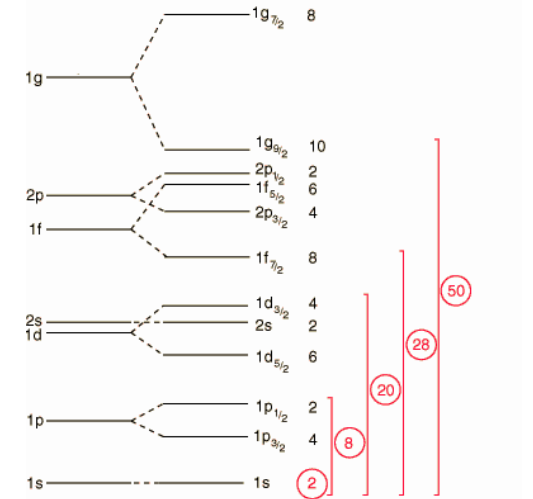 1g7/2 8
1g
1g9/2 10
2p1/2 2
1f5/2 6
2p
2p3/2 4
1f
1f7/2 8
50
1d3/2 4
2s 2s 2
1d
28
1d5/2 6
20
1p1/2 2
1p
1p3/2 4
8
1s 1s 2